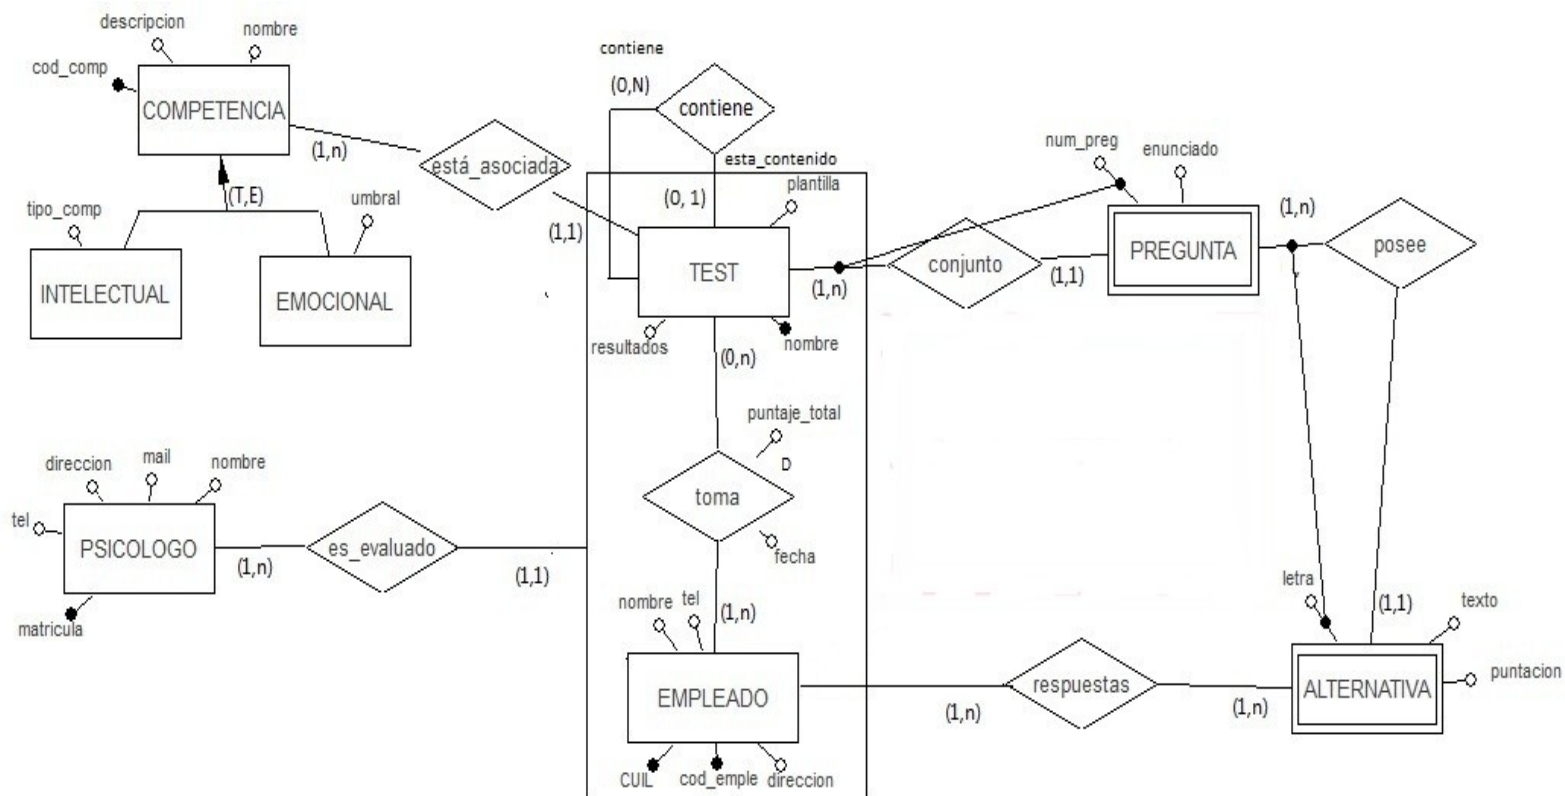 descripcion
nombre
cod_comp
COMPETENCIA
(1,n)
está_asociada
(1,1)
(T,E)
tipo_comp
umbral
INTELECTUAL
EMOCIONAL
contiene
(0,N)
contiene
esta_contenido
(0, 1)
plantilla
TEST
(1,n)
resultados
nombre
(0,n)
conjunto
(1,1)
num_preg
enunciado
PREGUNTA
(1,n)
posee
puntaje_total
D
toma
fecha
(1,n)
direccion
mail
nombre
tel
PSICOLOGO
matricula
(1,n)
es_evaluado
(1,1)
nombre
tel
EMPLEADO
CUIL
cod_emple
direccion
(1,n)
respuestas
(1,n)
letra
(1,1)
texto
ALTERNATIVA
puntacion